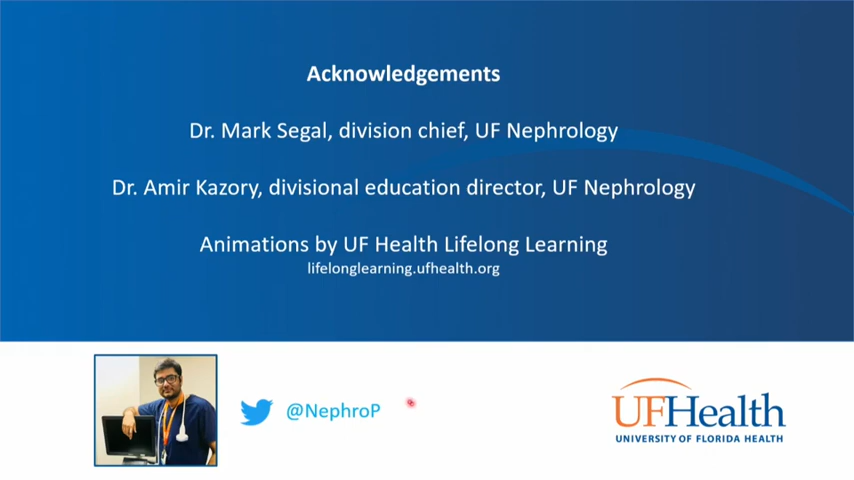 Acknowledgements
Dr. Mark Segal, division chief, UF Nephrology
Dr. Amir Kazory, divisional education director, UF Nephrology
Animations by UF Health Lifelong Learning
lifelonglearning.ufhealth.org
@NephroP
UFHealth
UNIVERSITY OF FLORIDA HEALTH